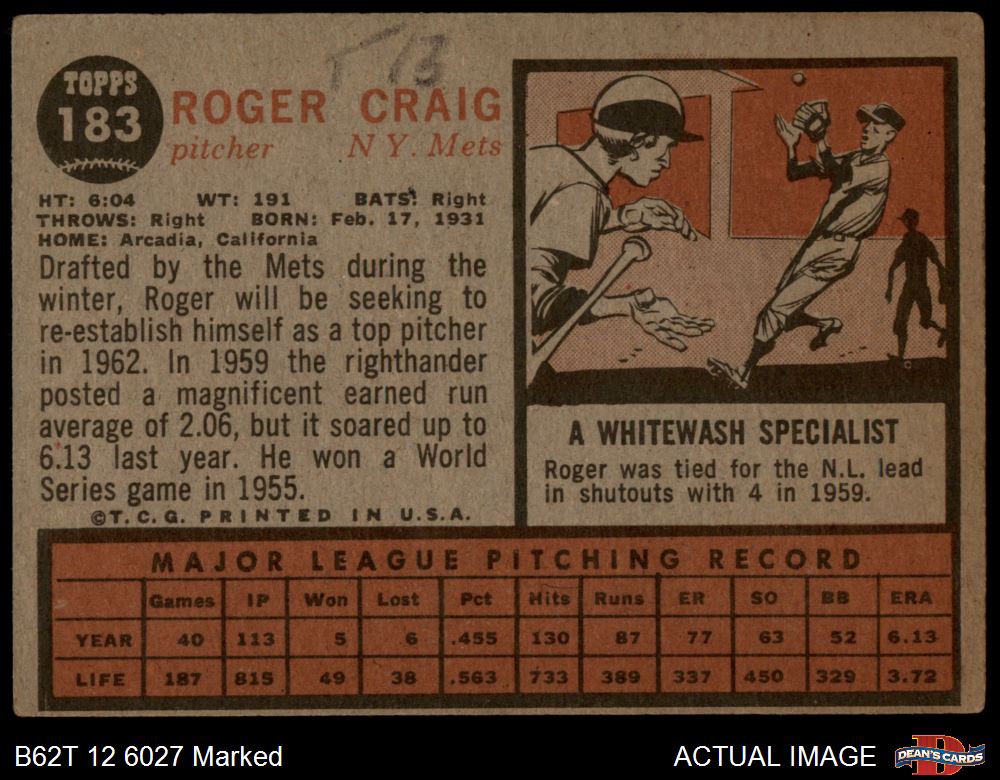 T 13
TOPPS
183
ROGER CRAIG
pitcher N Y. Mets
HT: 6:04 WT: 191 BATS: Right
THROWS: Right BORN: Feb. 17, 1931
HOME: Arcadia, California
Drafted by the Mets during the
winter, Roger will be seeking to
re-establish himself as a top pitcher
in 1962. In 1959 the righthander
posted a magnificent earned run
average of 2.06, but it soared up to
6.13 last year. He won a World
Series game in 1955.
©T. C. G. PRINTED IN U.S.A.
A WHITEWASH SPECIALIST
Roger was tied for the N.L. lead
in shutouts with 4 in 1959.
MAJOR LEAGUE PITCHING RECORD
Games IP Won Lost Pct Hits Runs ER SO BB ERA
YEAR 40 113 5 6 .455 130 87 77 63 52 6.13
LIFE 187 815 49 38 .563 733 389 337 450 329 3.72
B62T 12 6027 Marked ACTUAL IMAGE
D
DEAN'S CARDS